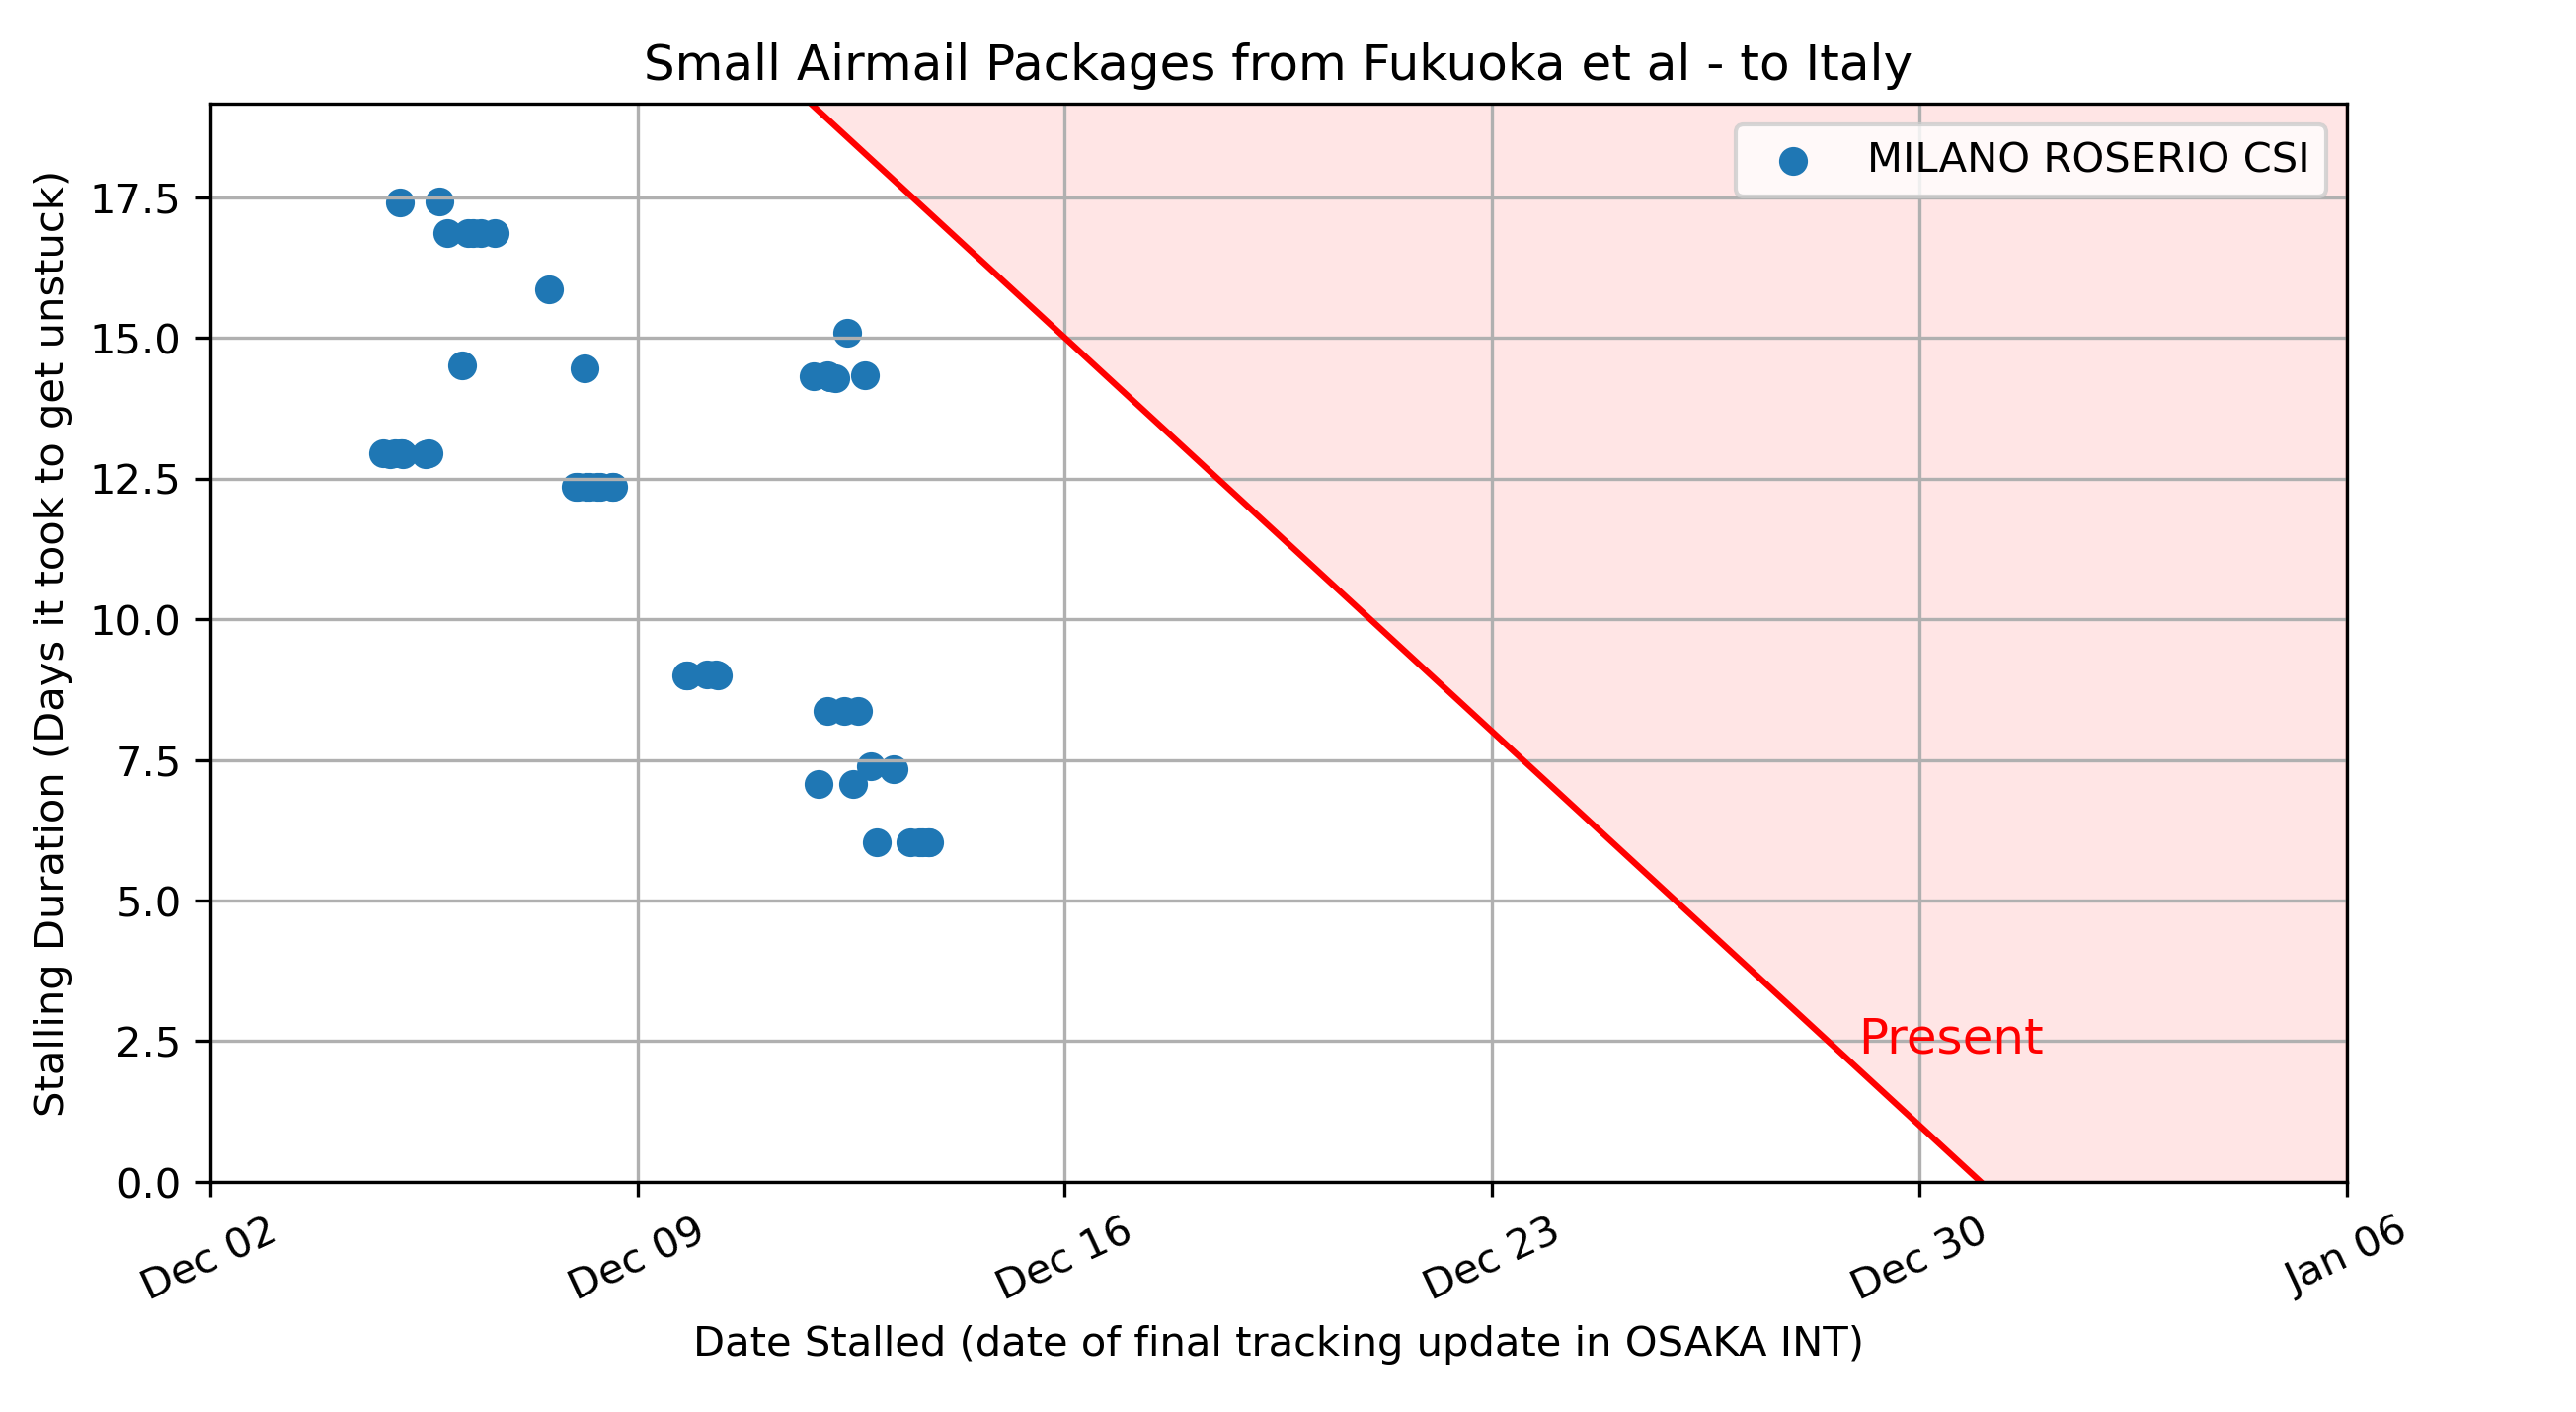 Small Airmail Packages from Fukuoka et al - to Italy
MILANO ROSERIO CSI
Stalling Duration (Days it took to get unstuck)
17.5
15.0
12.5
10.0
7.5
5.0
2.5
0.0
Present
Dec 02
Dec 09
Dec 16
Dec 23
Dec 30
Jan 06
Date Stalled (date of final tracking update in OSAKA INT)